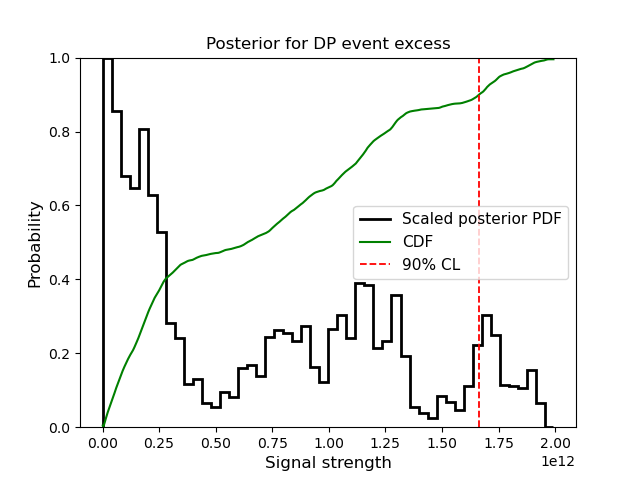 Posterior for DP event excess
Probability
1.0
0.8
0.6
0.4
0.2
0.0
Scaled posterior PDF
CDF
90% CL
0.00 0.25 0.50 0.75 1.00 1.25 1.50 1.75 2.00
1e12
Signal strength